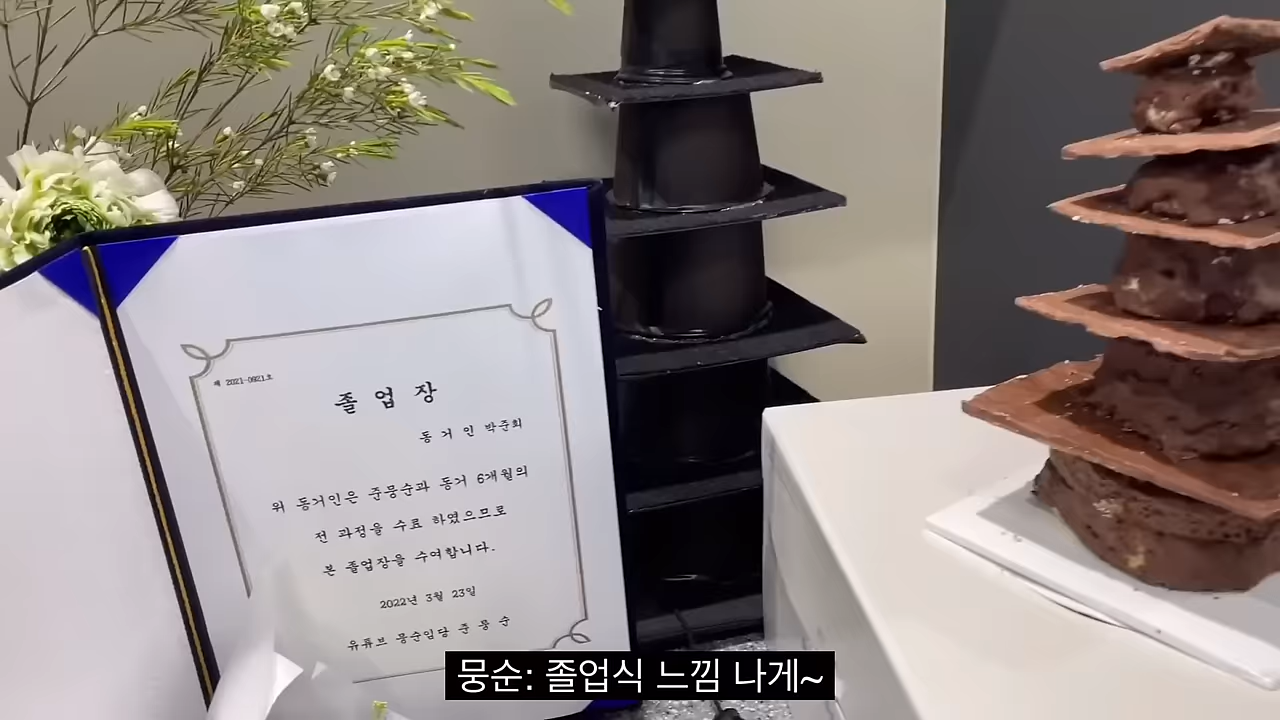 제 2021-0921호
졸 업 장
동 거 인 박준희
위 동거인은 준뭉순과 동거 6개월의
전 과정을 수료 하였으므로
본 졸업장을 수여합니다.
2022년 3월 23일
유튜브 뭉순임당 준 뭉 순
뭉순: 졸업식 느낌 나게~